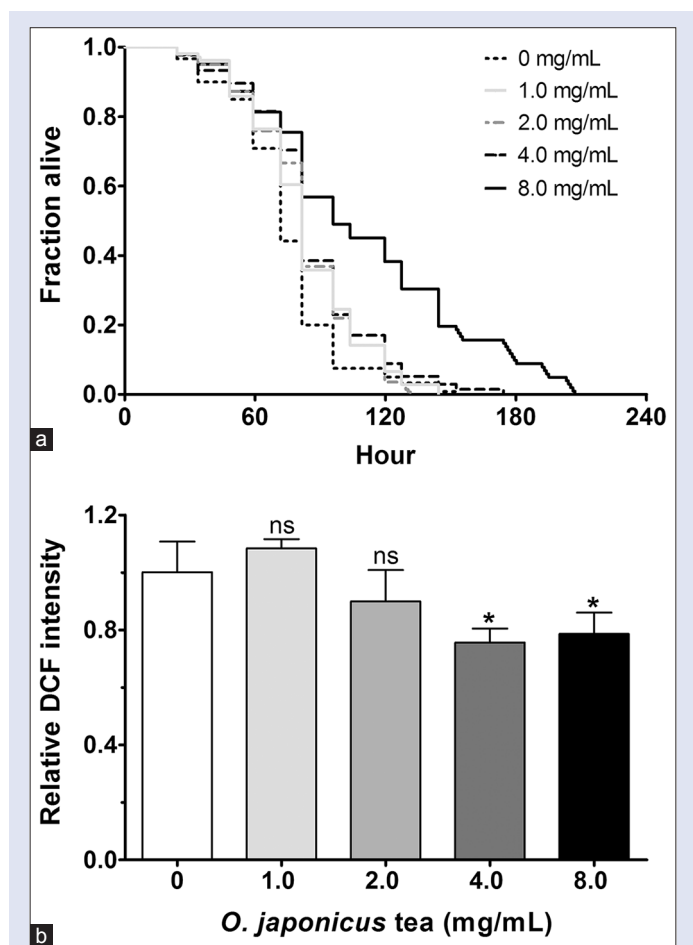 1.0
0.8
0.6
0.4
0.2
0.0
Fraction alive
0 mg/mL
1.0 mg/mL
2.0 mg/mL
4.0 mg/mL
8.0 mg/mL
0 60 120 180 240
Hour
a
1.2
0.8
0.4
0.0
Relative DCF intensity
ns
ns
*
*
0 1.0 2.0 4.0 8.0
O. japonicus tea (mg/mL)
b